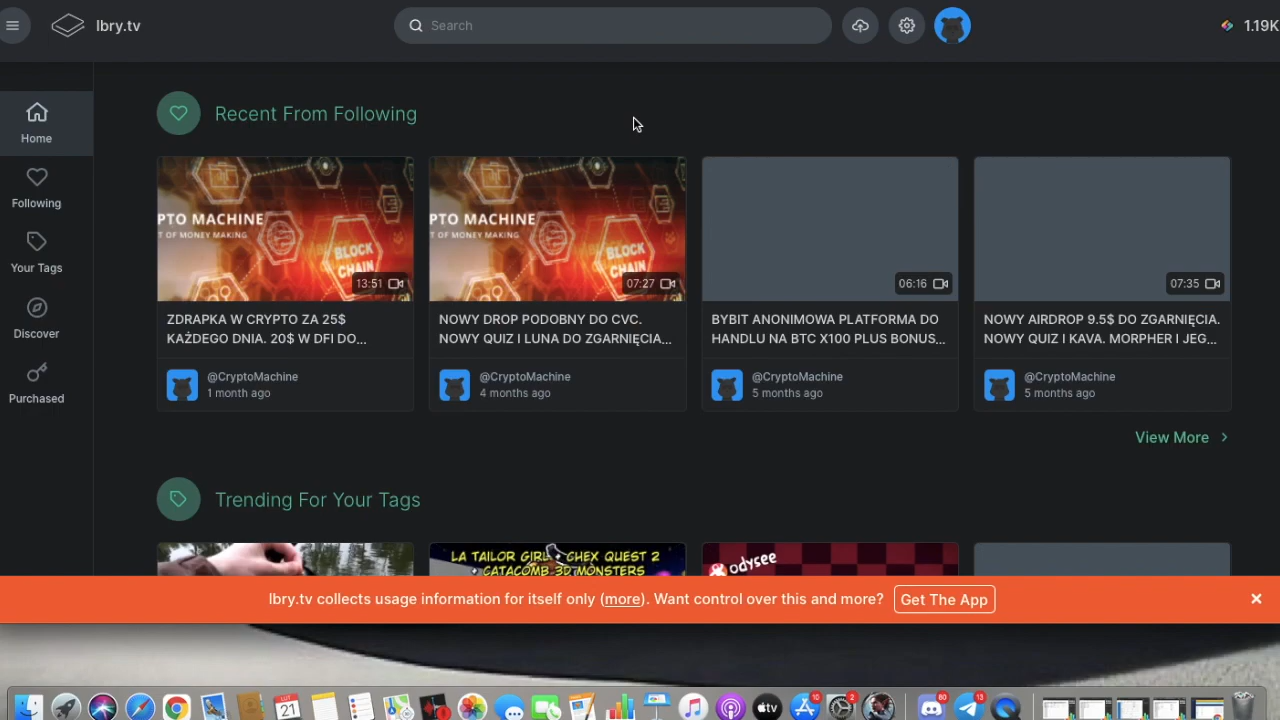 lbry.tv
Search
1.19K
Home
Following
Your Tags
Discover
Purchased
Recent From Following
PTO MACHINE
T OF MONEY MAKING
BLOCK
CHAIN
13:51
ZDRAPKA W CRYPTO ZA 25$
KAŻDEGO DNIA. 20$ W DFI DO...
@CryptoMachine
1 month ago
PTO MACHINE
T OF MONEY MAKING
BLOCK
CHAIN
07:27
NOWY DROP PODOBNY DO CVC.
NOWY QUIZ I LUNA DO ZGARNIĘCIA...
@CryptoMachine
4 months ago
06:16
BYBIT ANONIMOWA PLATFORMA DO
HANDLU NA BTC X100 PLUS BONUS...
@CryptoMachine
5 months ago
07:35
NOWY AIRDROP 9.5$ DO ZGARNIĘCIA.
NOWY QUIZ I KAVA. MORPHER I JEG...
@CryptoMachine
5 months ago
View More
Trending For Your Tags
LA TAILOR GIRL ✦ CHEX QUEST 2
✦ CATACOMB 3D MONSTERS
odysee
lbry.tv collects usage information for itself only (more). Want control over this and more?
Get The App
21
tv
10
2
80
13